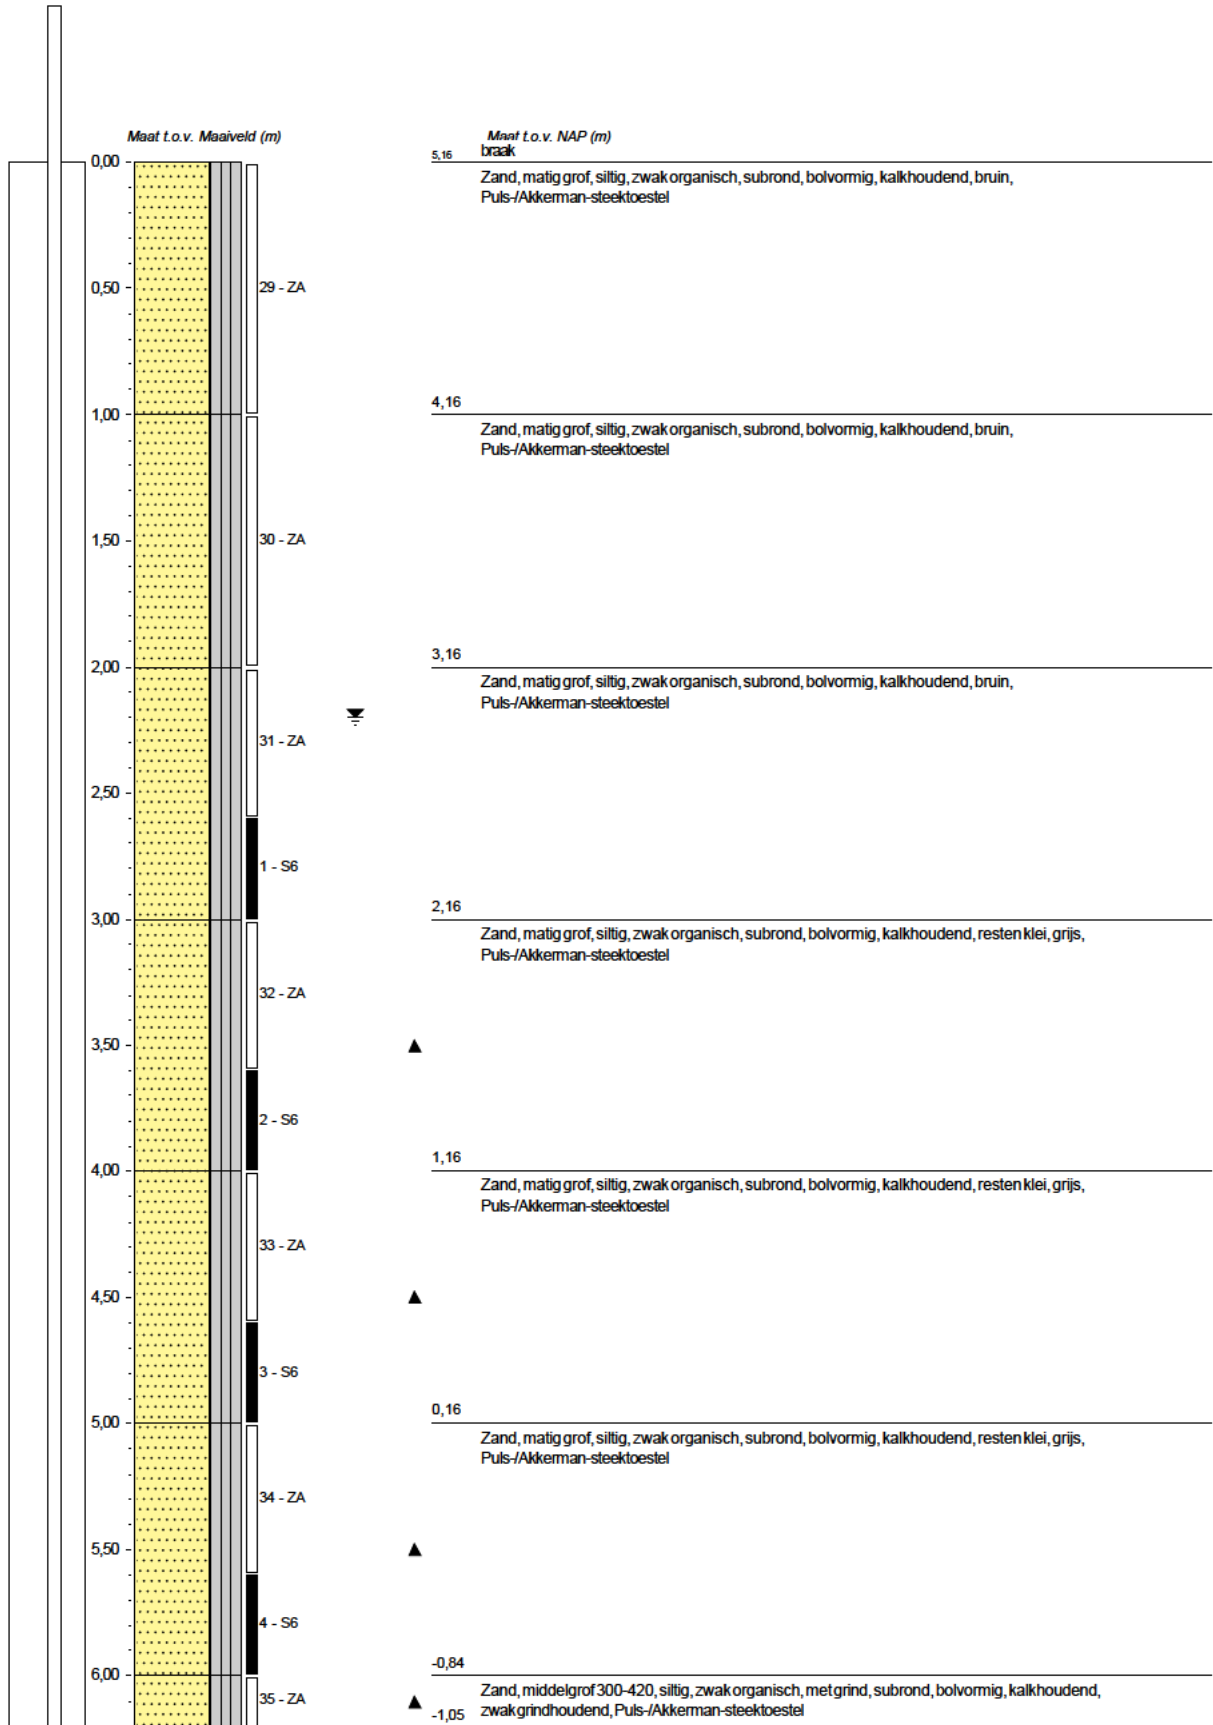 Maat t.o.v. Maaiveld (m)
Maat t.o.v. NAP (m)
0,00
5,16
braak
Zand, matig grof, siltig, zwak organisch, subrond, bolvormig, kalkhoudend, bruin,
Puls-/Akkerman-steektoestel
0,50
29 - ZA
1,00
4,16
Zand, matig grof, siltig, zwak organisch, subrond, bolvormig, kalkhoudend, bruin,
Puls-/Akkerman-steektoestel
1,50
30 - ZA
2,00
3,16
Zand, matig grof, siltig, zwak organisch, subrond, bolvormig, kalkhoudend, bruin,
Puls-/Akkerman-steektoestel
31 - ZA
2,50
1 - S6
3,00
2,16
Zand, matig grof, siltig, zwak organisch, subrond, bolvormig, kalkhoudend, resten klei, grijs,
Puls-/Akkerman-steektoestel
32 - ZA
3,50
2 - S6
4,00
1,16
Zand, matig grof, siltig, zwak organisch, subrond, bolvormig, kalkhoudend, resten klei, grijs,
Puls-/Akkerman-steektoestel
33 - ZA
4,50
3 - S6
5,00
0,16
Zand, matig grof, siltig, zwak organisch, subrond, bolvormig, kalkhoudend, resten klei, grijs,
Puls-/Akkerman-steektoestel
34 - ZA
5,50
4 - S6
6,00
-0,84
Zand, middelgrof 300-420, siltig, zwak organisch, met grind, subrond, bolvormig, kalkhoudend,
35 - ZA
-1,05
zwak grindhoudend, Puls-/Akkerman-steektoestel